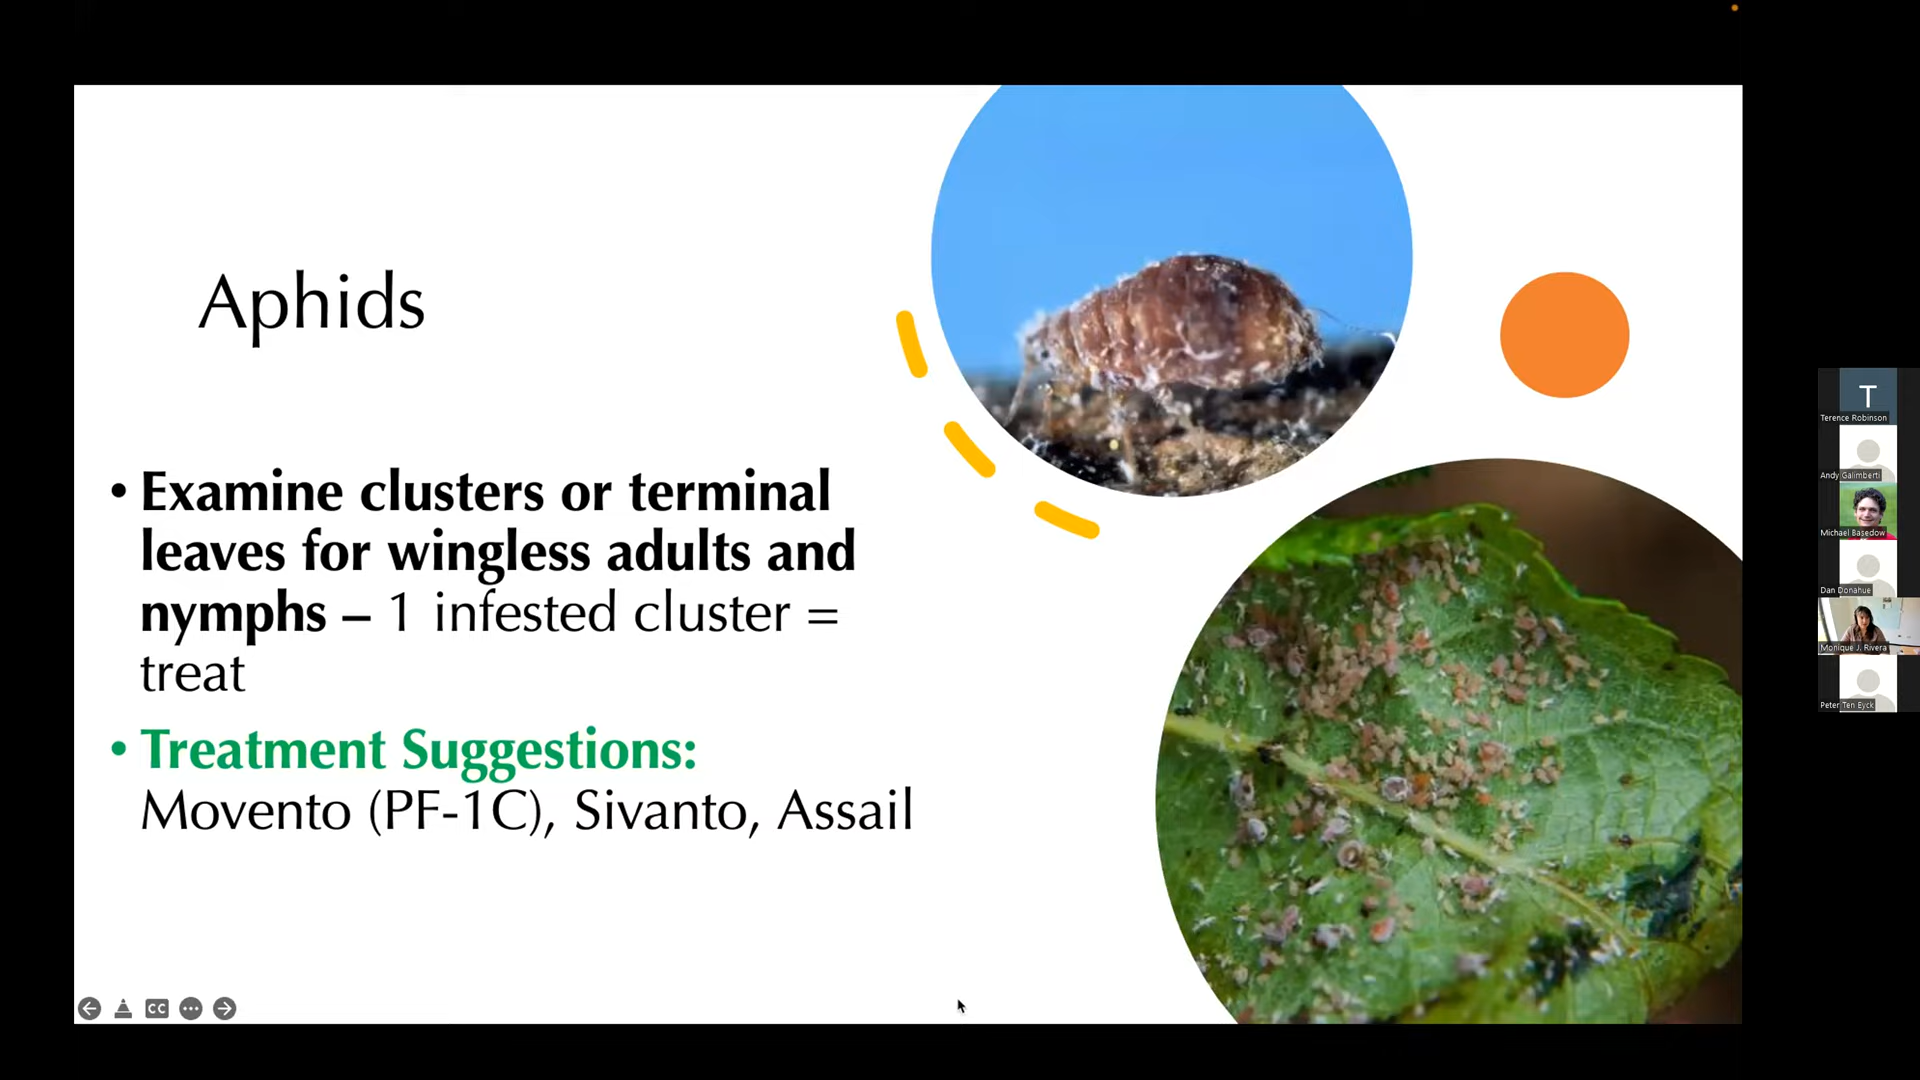 Aphids
• Examine clusters or terminal
leaves for wingless adults and
nymphs – 1 infested cluster =
treat
• Treatment Suggestions:
Movento (PF-1C), Sivanto, Assail
CC
T
Terence Robinson
Andy Galimberti
Michael Basedow
Dan Donahue
Monique J. Rivera
Peter Ten Eyck